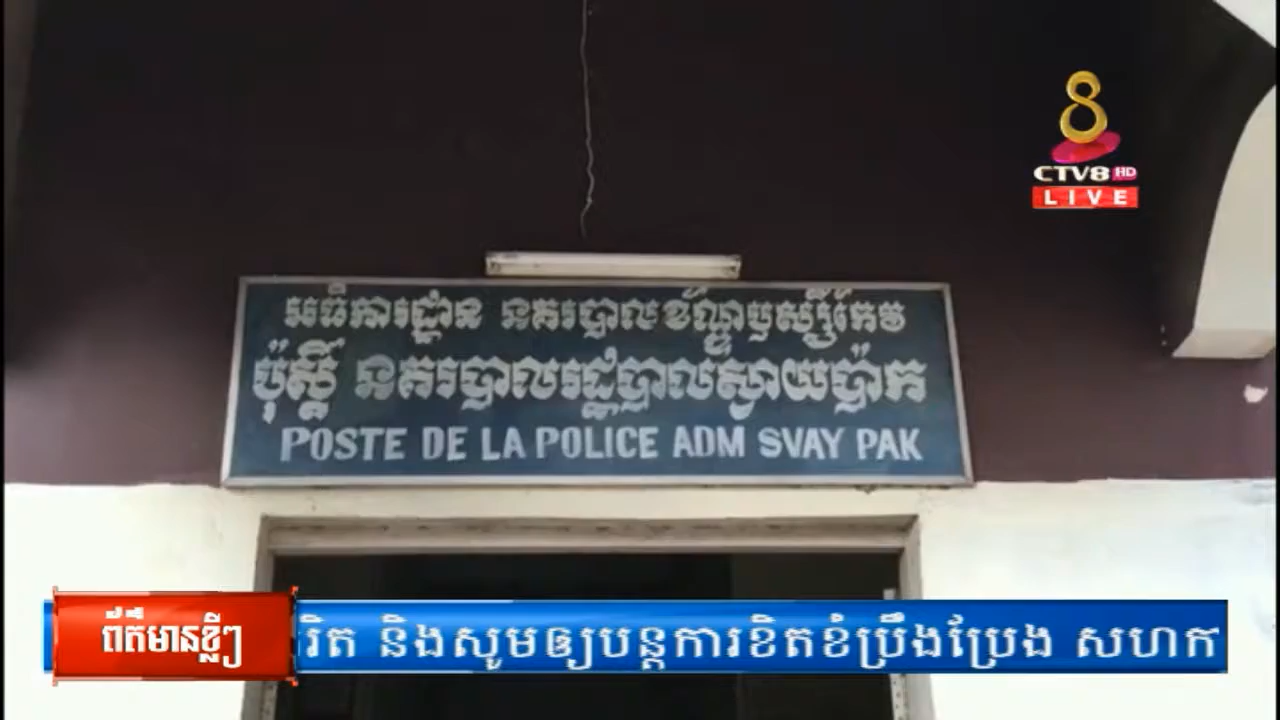 8
CTV8 HD
LIVE
អធិការដ្ឋាន នគរបាលខ័ណ្ឌឫស្សីកែវ
ប៉ុស្តិ៍ នគរបាលរដ្ឋបាលស្វាយប៉ាក
POSTE DE LA POLICE ADM SVAY PAK
ព័ត៌មានខ្លីៗ
រិត និងសូមឲ្យបន្តការខិតខំប្រឹងប្រែង សហក